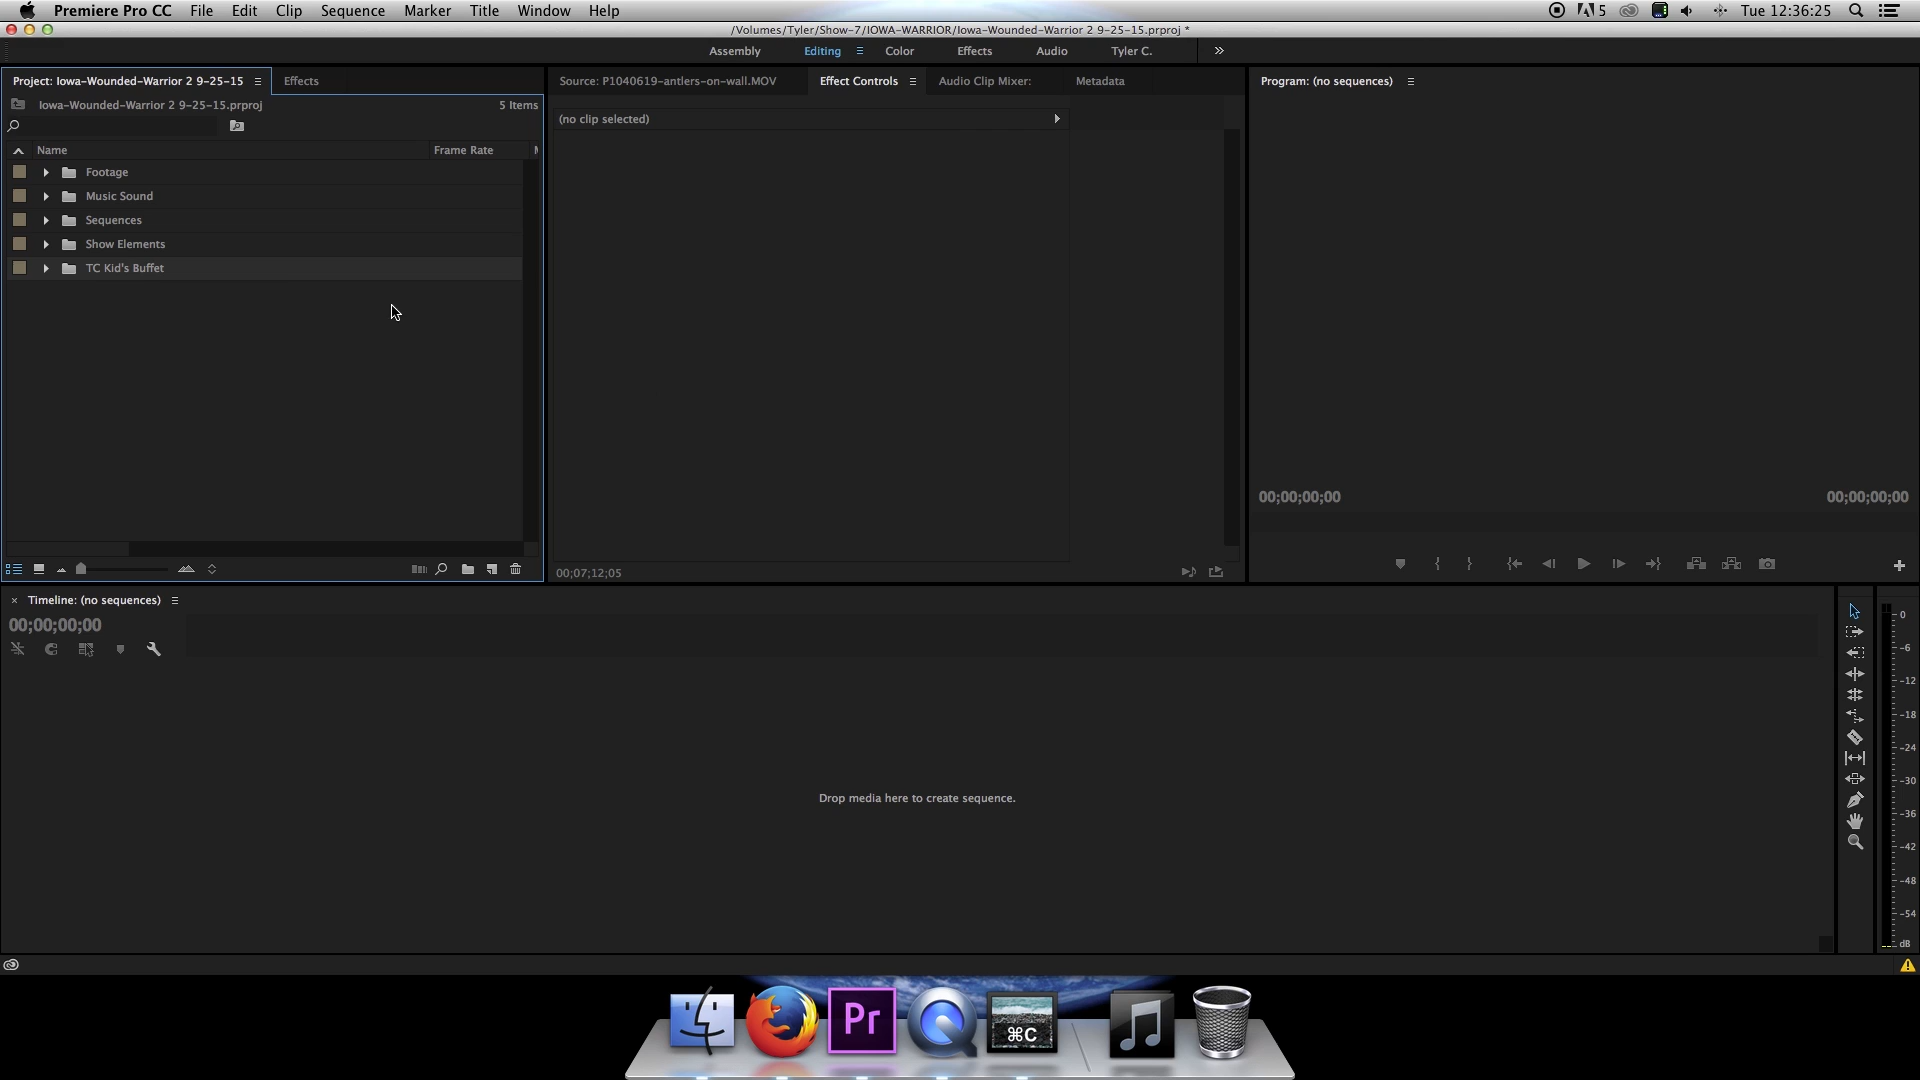 Premiere Pro CC File Edit Clip Sequence Marker Title Window Help 5 Tue 12:36:25
/Volumes/Tyler/Show-7/IOWA-WARRIOR/Iowa-Wounded-Warrior 2 9-25-15.prproj *
Assembly Editing Color Effects Audio Tyler C.
Project: Iowa-Wounded-Warrior 2 9-25-15 Effects
Source: P1040619-antlers-on-wall.MOV Effect Controls Audio Clip Mixer: Metadata
Program: (no sequences)
Iowa-Wounded-Warrior 2 9-25-15.prproj 5 Items
(no clip selected)
Name Frame Rate
Footage
Music Sound
Sequences
Show Elements
TC Kid's Buffet
00;00;00;00 00;00;00;00
00;07;12;05
Timeline: (no sequences)
00;00;00;00
Drop media here to create sequence.
0
-6
-12
-18
-24
-30
-36
-42
-48
-54
dB
Pr
⌘C